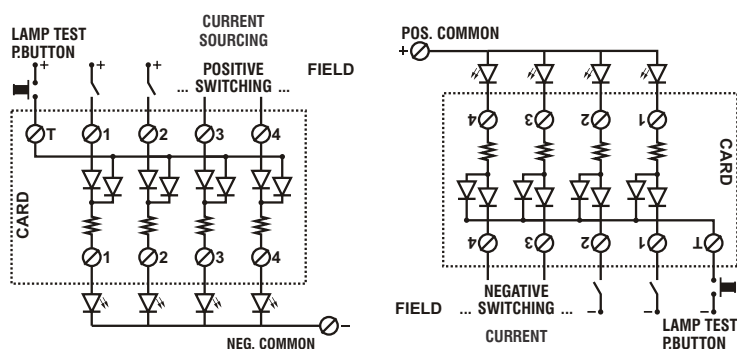 CURRENT
SOURCING
LAMP TEST
P.BUTTON
+ + +
POSITIVE
... SWITCHING ...
FIELD
T 1 2 3 4
CARD
1 2 3 4
NEG. COMMON -
POS. COMMON
+
4 3 2 1
CARD
4 3 2 1 T
FIELD
NEGATIVE
... SWITCHING ...
- - -
CURRENT
LAMP TEST
P.BUTTON